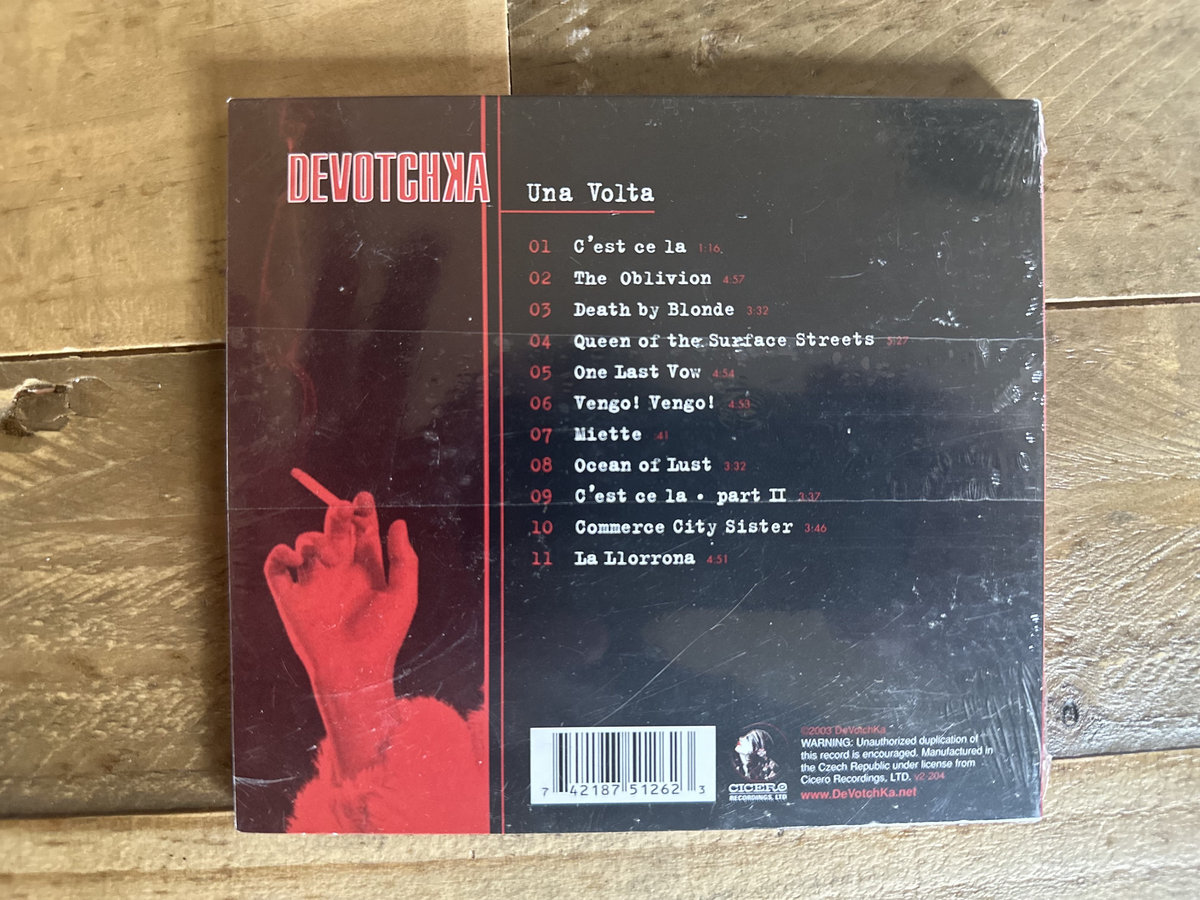 DEVOTCHKA
Una Volta
01 C'est ce la 1:16
02 The Oblivion 4:57
03 Death by Blonde 3:32
04 Queen of the Surface Streets 5:27
05 One Last Vow 4:54
06 Vengo! Vengo! 4:53
07 Miette :41
08 Ocean of Lust 3:32
09 C'est ce la • part II 3:37
10 Commerce City Sister 3:46
11 La Llorrona 4:51
7 42187 51262 3
CICERO
RECORDINGS, LTD
©2003 DeVotchKa
WARNING: Unauthorized duplication of
this record is encouraged. Manufactured in
the Czech Republic under license from
Cicero Recordings, LTD. v2-204
www.DeVotchKa.net